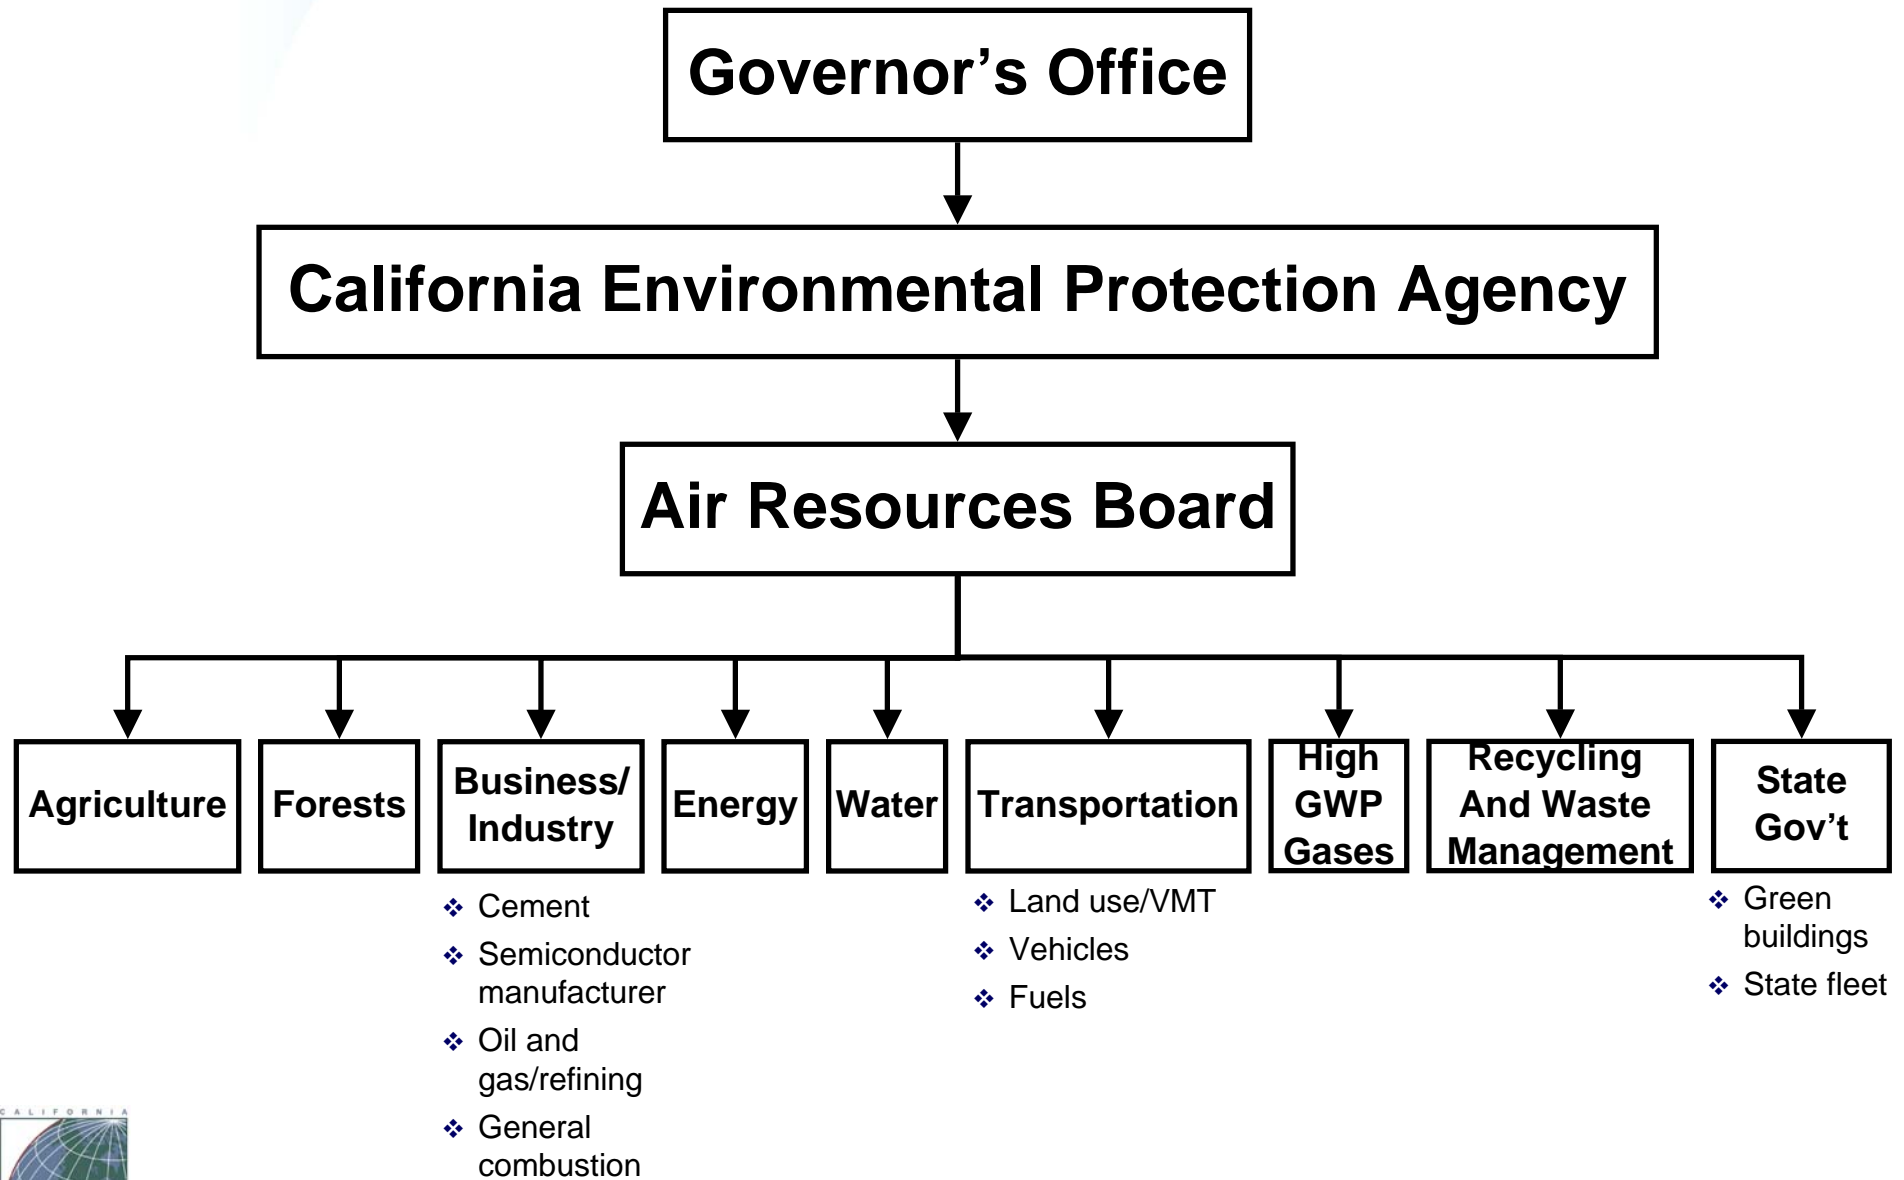 Governor's Office
California Environmental Protection Agency
Air Resources Board
Agriculture
Forests
Business/
Industry
Energy
Water
Transportation
High
GWP
Gases
Recycling
And Waste
Management
State
Gov't
❖ Cement
❖ Semiconductor
manufacturer
❖ Oil and
gas/refining
❖ General
combustion
❖ Land use/VMT
❖ Vehicles
❖ Fuels
❖ Green
buildings
❖ State fleet
CALIFORNIA